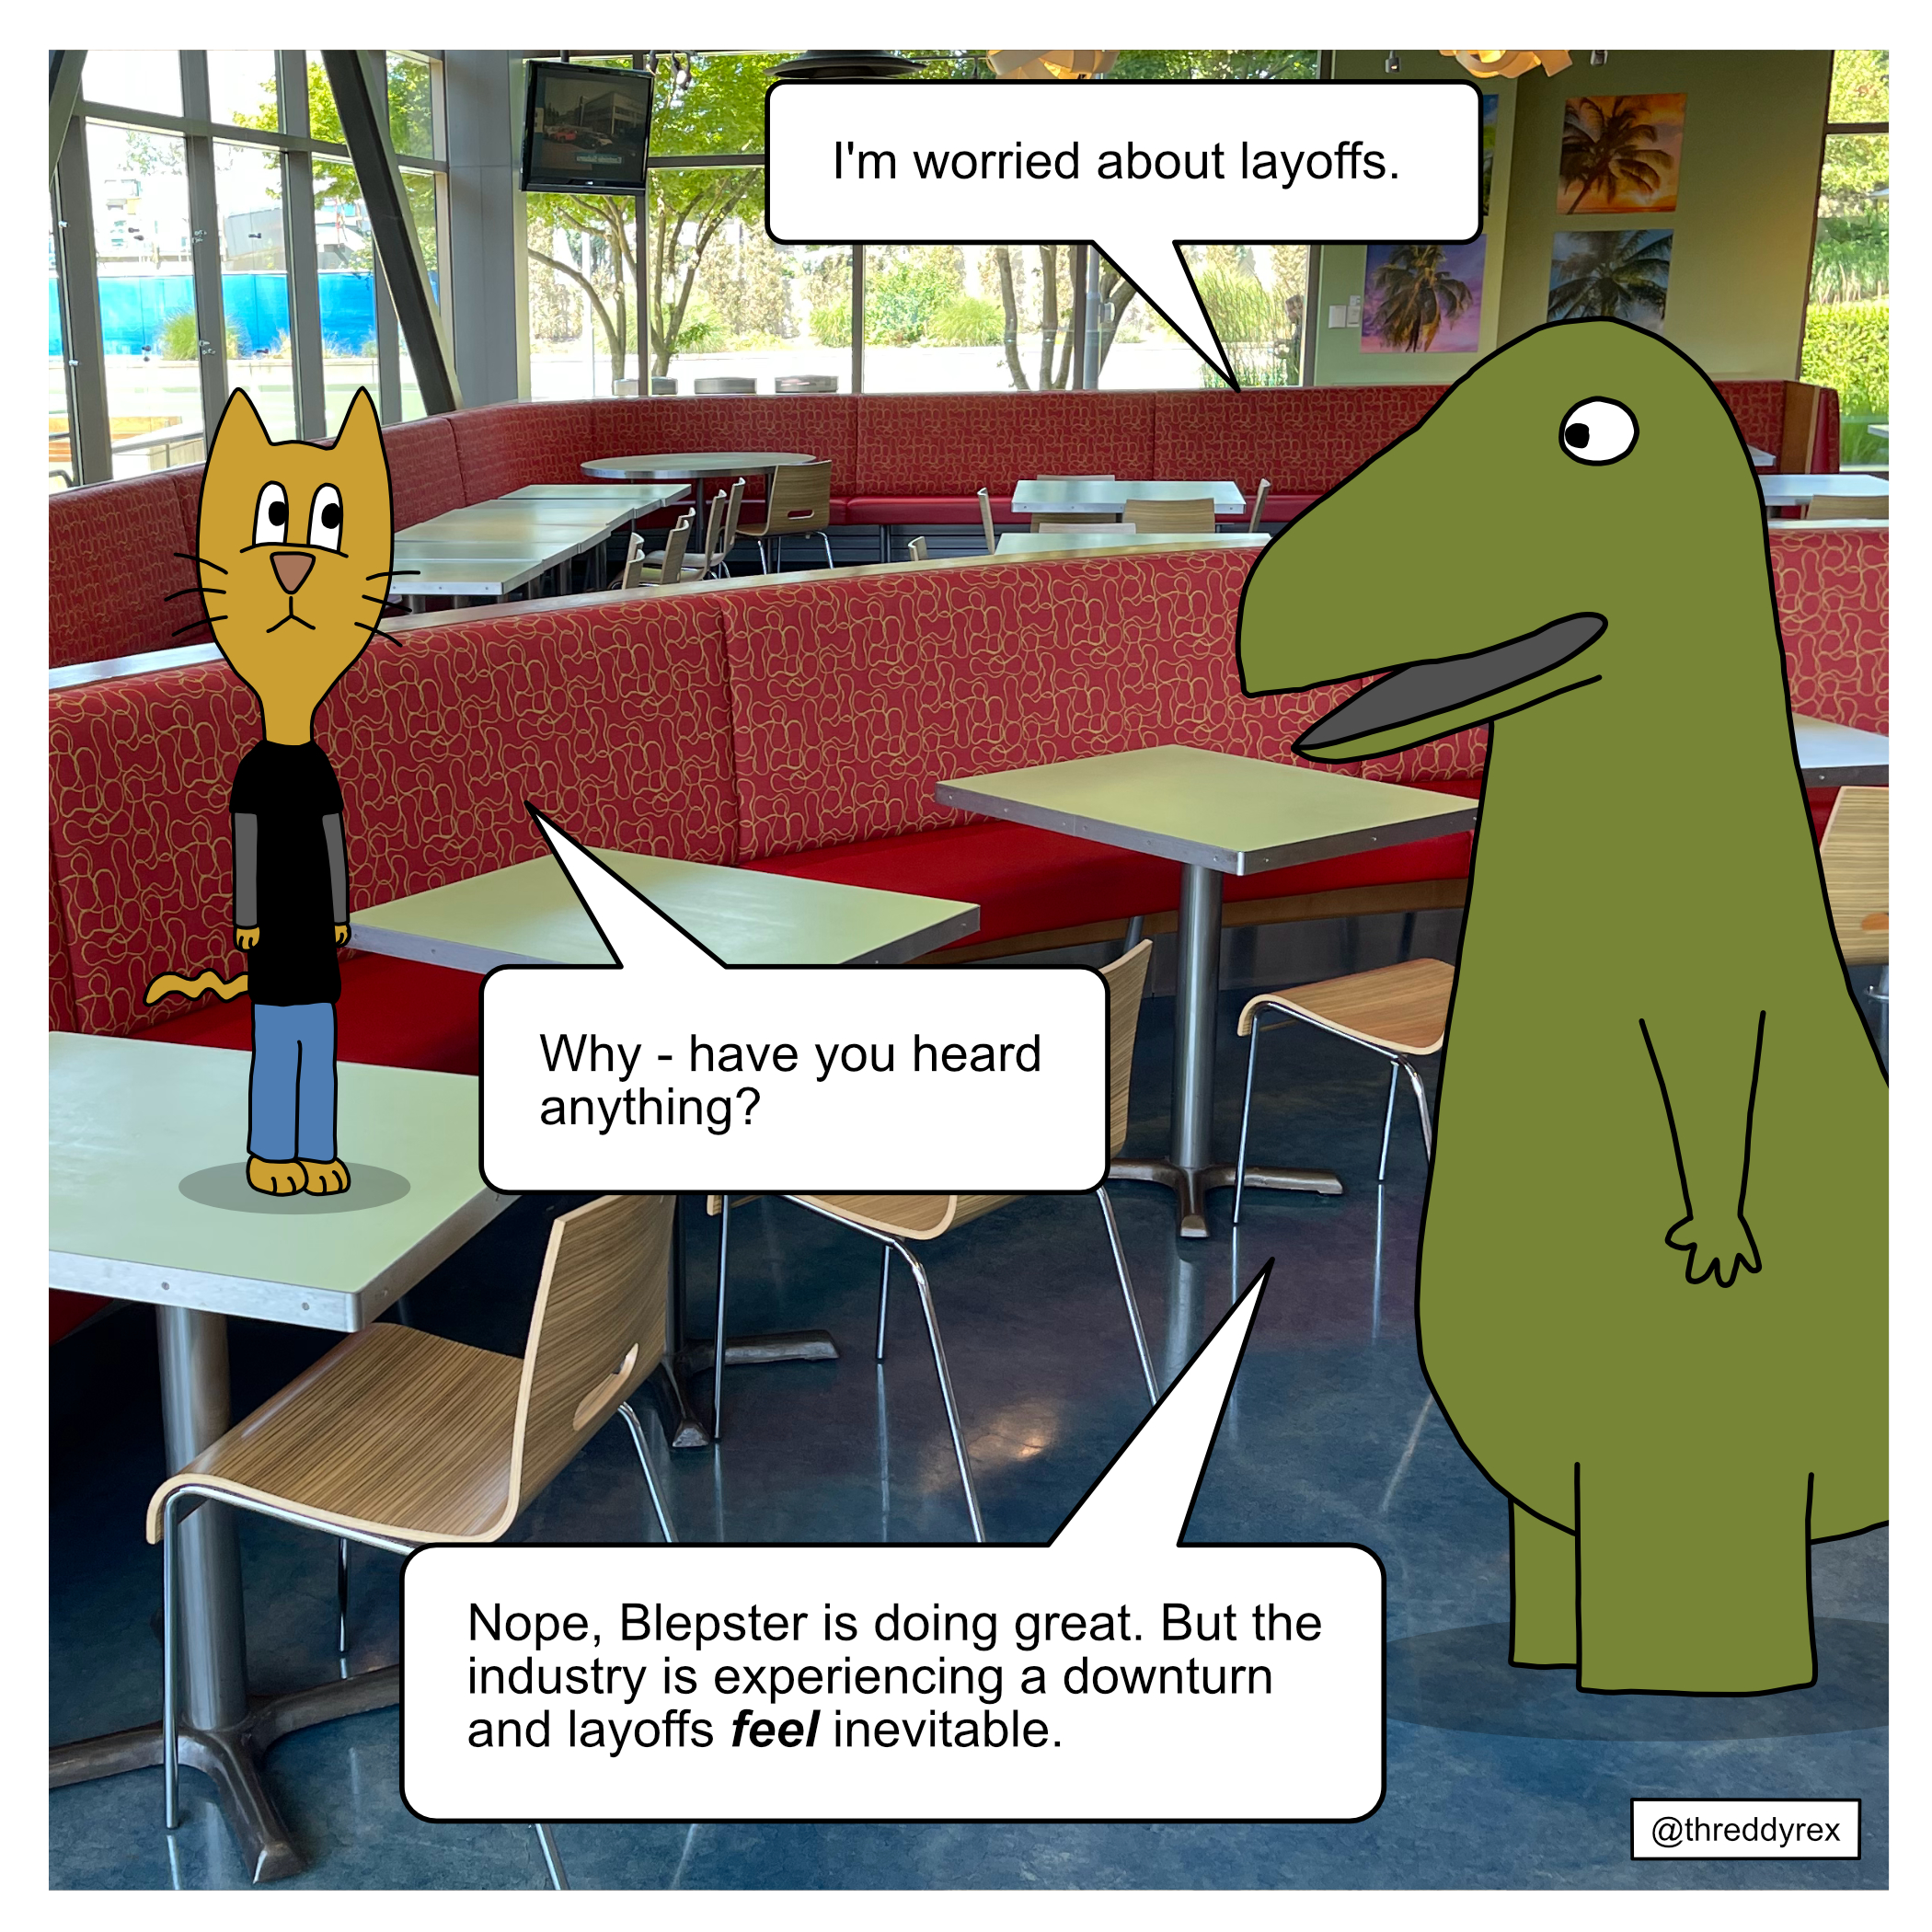 I'm worried about layoffs.
Why - have you heard
anything?
Nope, Blepster is doing great. But the
industry is experiencing a downturn
and layoffs feel inevitable.
@threddyrex